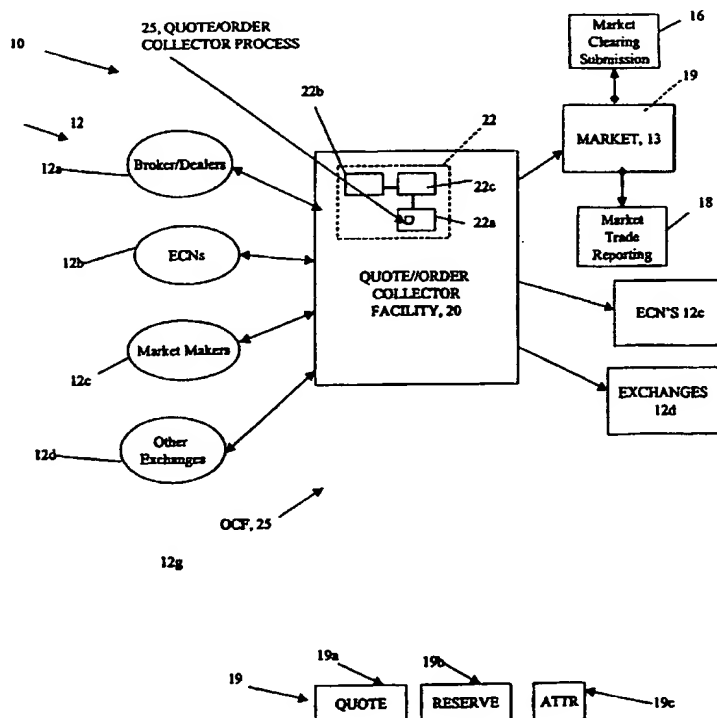 25, QUOTE/ORDER
COLLECTOR PROCESS
16
Market
Clearing
Submission
10
19
22b
22
12
MARKET, 13
12a
Broker/Dealers
22c
22a
18
Market
Trade
Reporting
12b
ECNs
QUOTE//ORDER
COLLECTOR
FACILITY, 20
ECN'S 12c
Market Makers
12c
EXCHANGES
12d
Other
Exchanges
12d
OCF, 25
12g
19a
19b
19
QUOTE
RESERVE
ATTR
19c